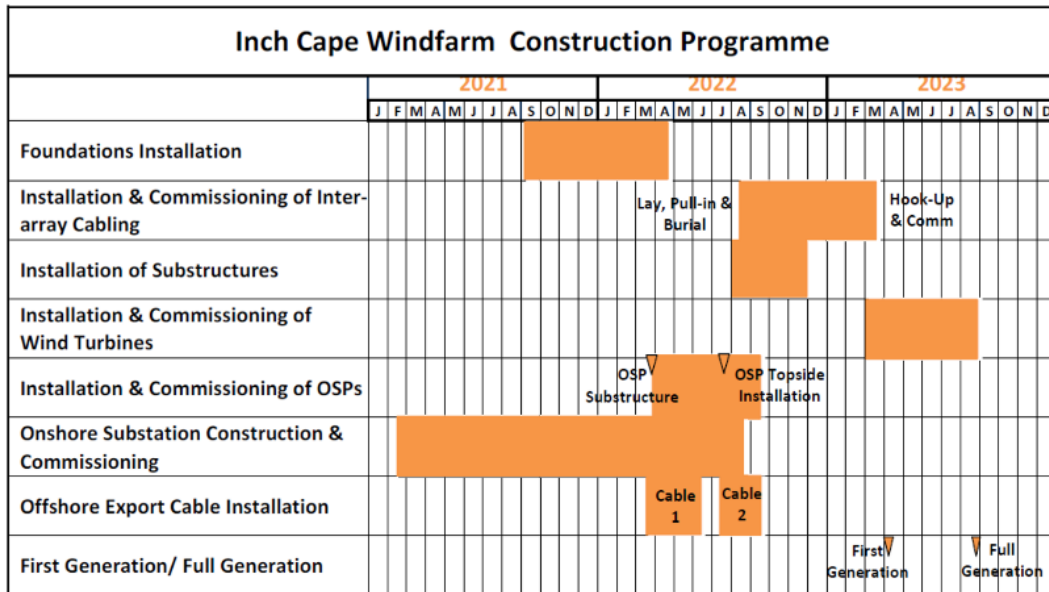 Inch Cape Windfarm  Construction Programme
2021 2022 2023
J F M A M J J A S O N D J F M A M J J A S O N D J F M A M J J A S O N D
Foundations Installation
Installation & Commissioning of Inter-
array Cabling
Lay, Pull-in &
Burial
Hook-Up
& Comm
Installation of Substructures
Installation & Commissioning of
Wind Turbines
Installation & Commissioning of OSPs
OSP
Substructure
OSP Topside
Installation
Onshore Substation Construction &
Commissioning
Offshore Export Cable Installation
Cable
1
Cable
2
First Generation/ Full Generation
First
Generation
Full
Generation